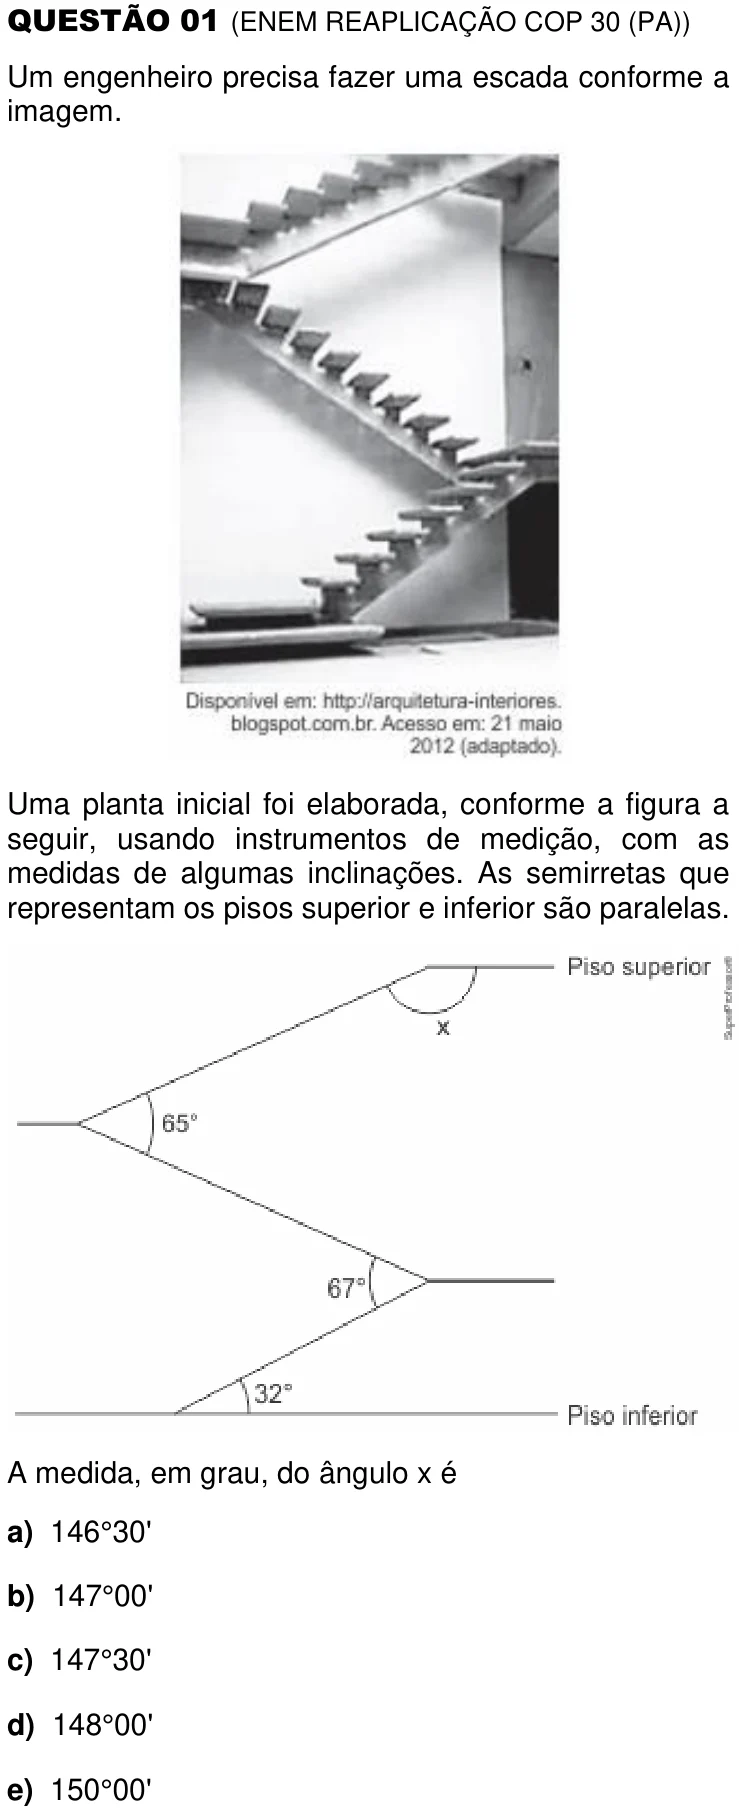 QUESTÃO 01 (ENEM REAPLICAÇÃO COP 30 (PA))
Um engenheiro precisa fazer uma escada conforme a
imagem.
Disponível em: http://arquitetura-interiores.
blogspot.com.br. Acesso em: 21 maio
2012 (adaptado).
Uma planta inicial foi elaborada, conforme a figura a
seguir, usando instrumentos de medição, com as
medidas de algumas inclinações. As semirretas que
representam os pisos superior e inferior são paralelas.
Piso superior
SuperProfessor®
x
65°
67°
32°
Piso inferior
A medida, em grau, do ângulo x é
a) 146°30'
b) 147°00'
c) 147°30'
d) 148°00'
e) 150°00'